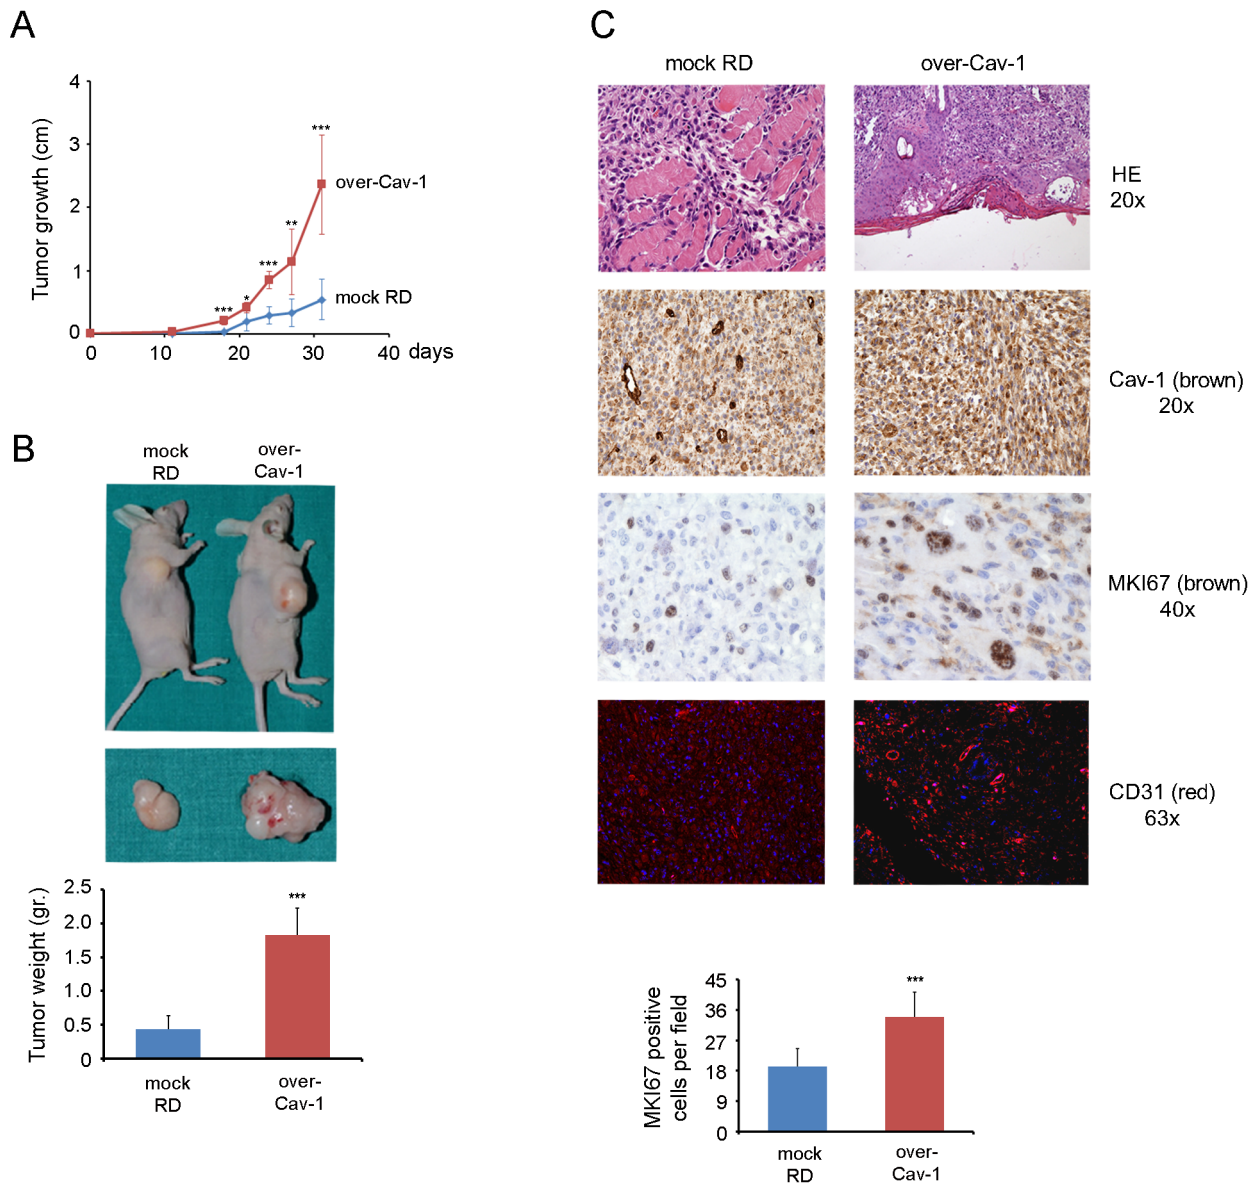 A
4
3
2
1
0
Tumor growth (cm)
***
**
***
*
***
over-Cav-1
mock RD
0
10
20
30
40
days
B
mock
RD
over-
Cav-1
2.5
2.0
1.5
1.0
0.5
0
Tumor weight (gr.)
***
mock
RD
over-
Cav-1
C
mock RD
over-Cav-1
HE
20x
Cav-1 (brown)
20x
MKI67 (brown)
40x
CD31 (red)
63x
45
36
27
18
9
0
MKI67 positive
cells per field
***
mock
RD
over-
Cav-1